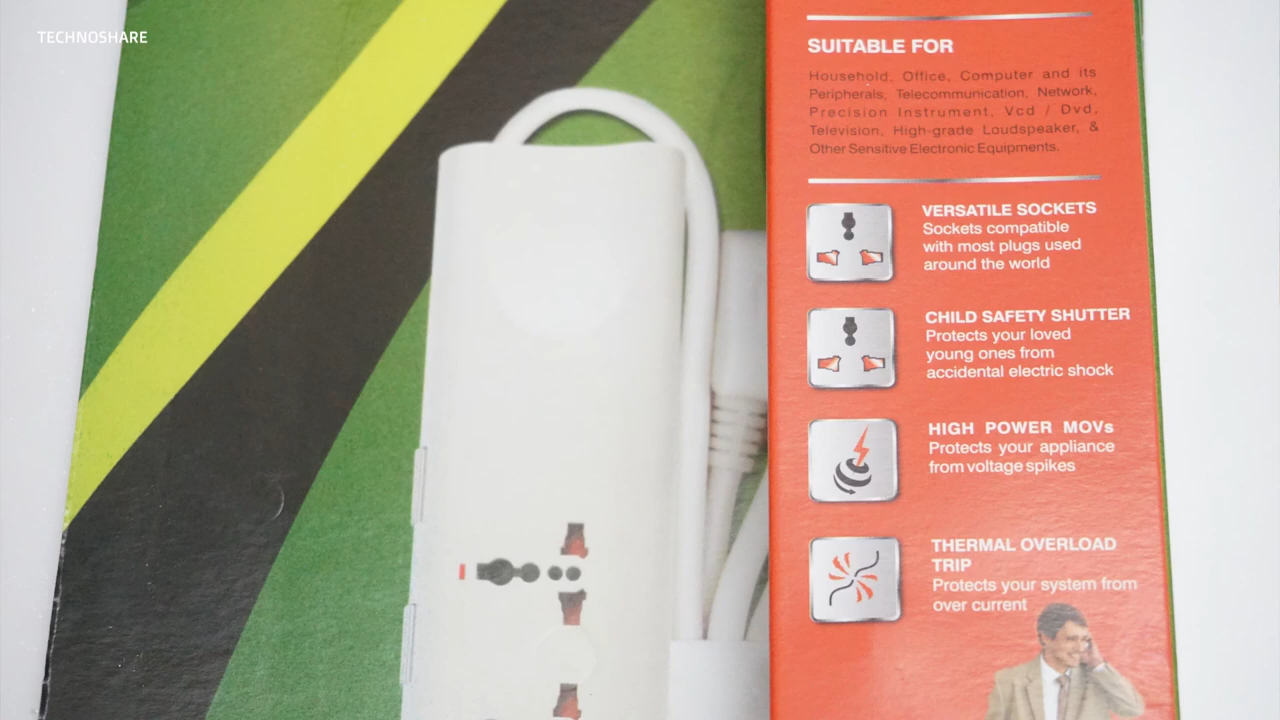 TECHNOSHARE
SUITABLE FOR
Household, Office, Computer and its
Peripherals, Telecommunication, Network,
Precision Instrument, Vcd / Dvd,
Television, High-grade Loudspeaker, &
Other Sensitive Electronic Equipments.
VERSATILE SOCKETS
Sockets compatible
with most plugs used
around the world
CHILD SAFETY SHUTTER
Protects your loved
young ones from
accidental electric shock
HIGH POWER MOVs
Protects your appliance
from voltage spikes
THERMAL OVERLOAD
TRIP
Protects your system from
over current